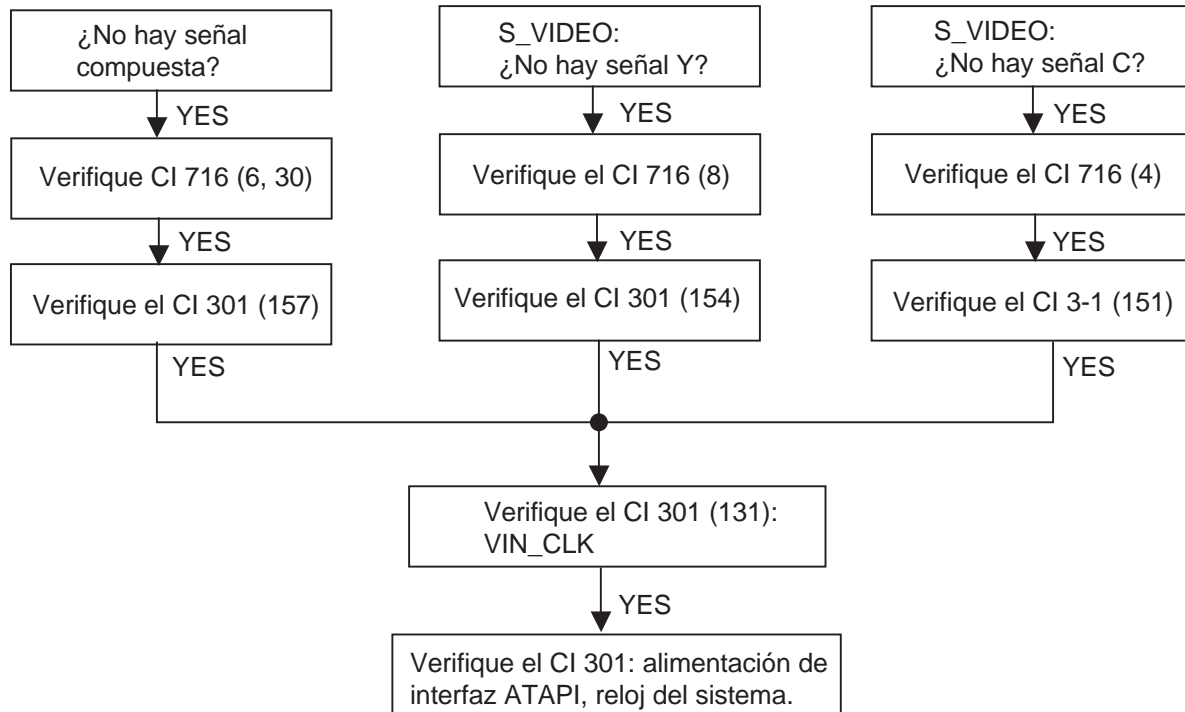 ¿No hay señal
compuesta?
S_VIDEO:
¿No hay señal Y?
S_VIDEO:
¿No hay señal C?
YES
YES
YES
Verifique CI 716 (6, 30)
Verifique el CI 716 (8)
Verifique el CI 716 (4)
YES
YES
YES
Verifique el CI 301 (157)
Verifique el CI 301 (154)
Verifique el CI 3-1 (151)
YES
YES
YES
Verifique el CI 301 (131):
VIN_CLK
YES
Verifique el CI 301: alimentación de
interfaz ATAPI, reloj del sistema.